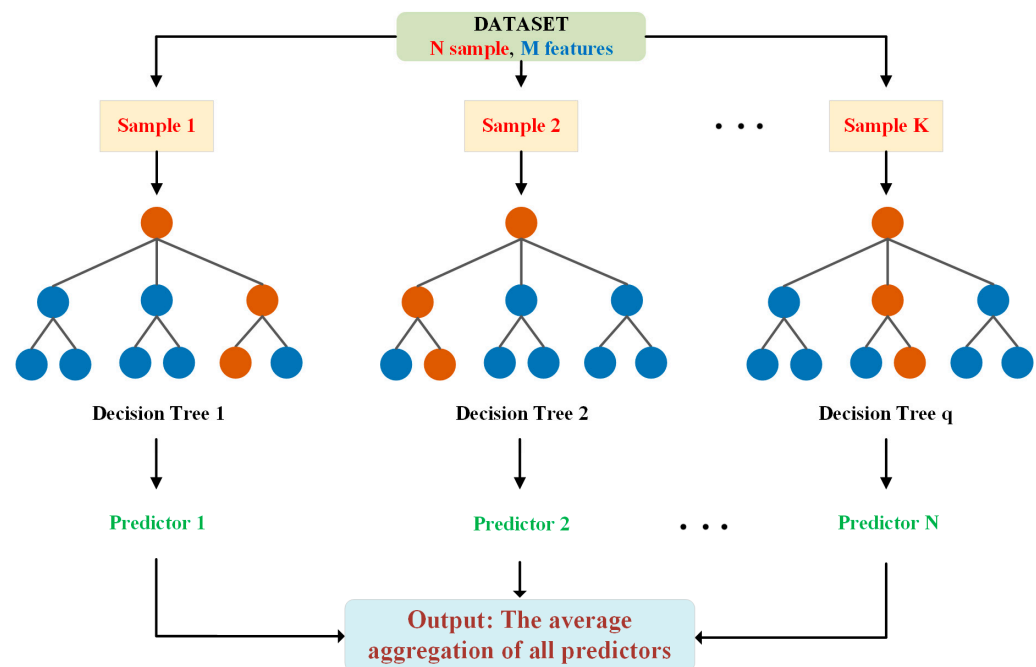 DATASET
N sample, M features
Sample 1
Sample 2
. . .
Sample K
Decision Tree 1
Decision Tree 2
Decision Tree q
Predictor 1
Predictor 2
. . .
Predictor N
Output: The average
aggregation of all predictors